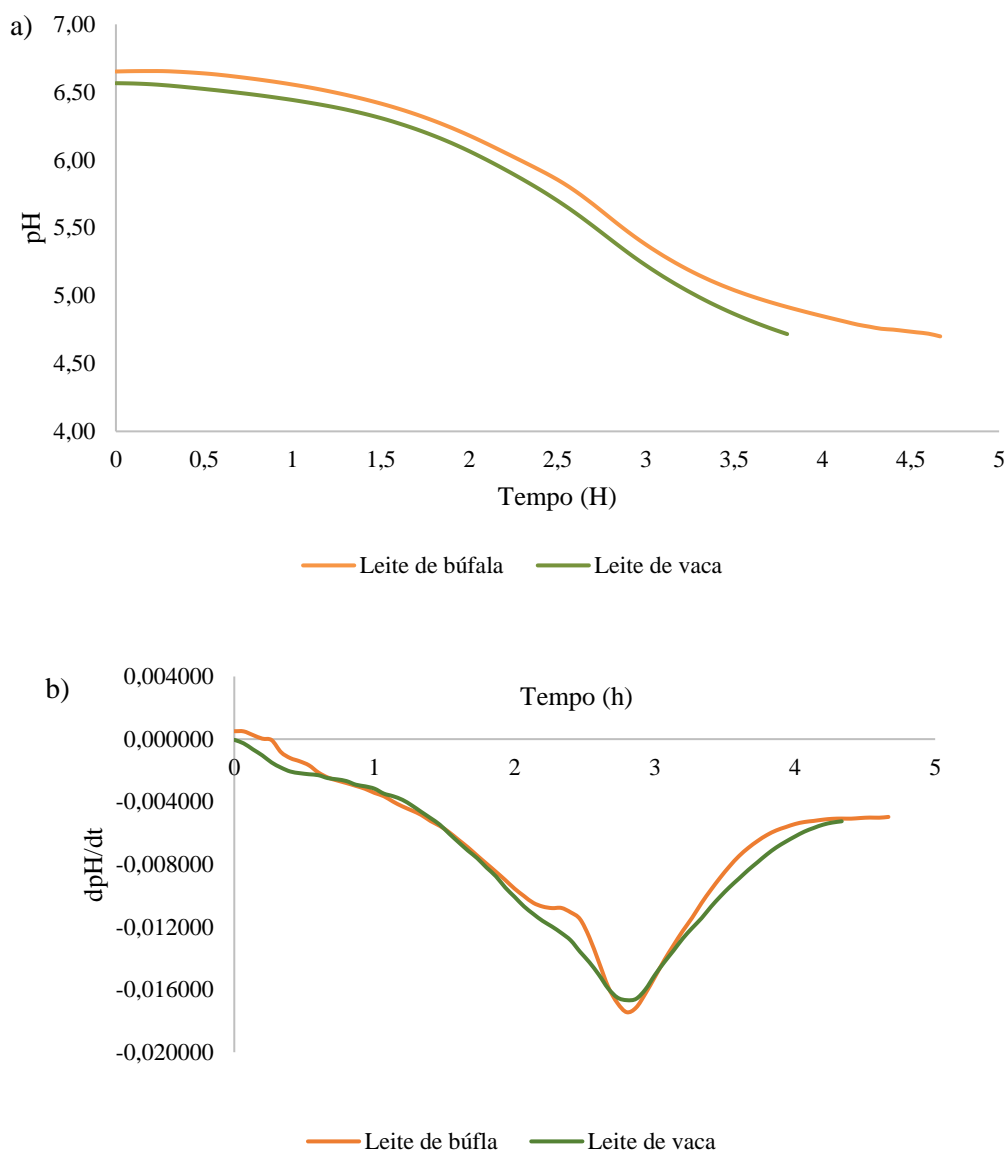 a)
7,00
6,50
6,00
5,50
5,00
4,50
4,00
pH
0 0,5 1 1,5 2 2,5 3 3,5 4 4,5 5
Tempo (H)
Leite de búfala Leite de vaca
b)
0,004000
0,000000
-0,004000
-0,008000
-0,012000
-0,016000
-0,020000
dpH/dt
Tempo (h)
0 1 2 3 4 5
Leite de búfla Leite de vaca